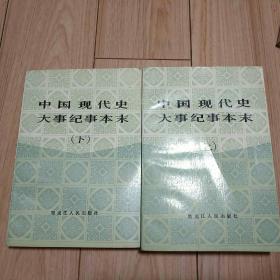 中国现代史
大事纪事本末
（下）
黑龙江人民出版社
中国现代史
大事纪事本末
黑龙江人民出版社